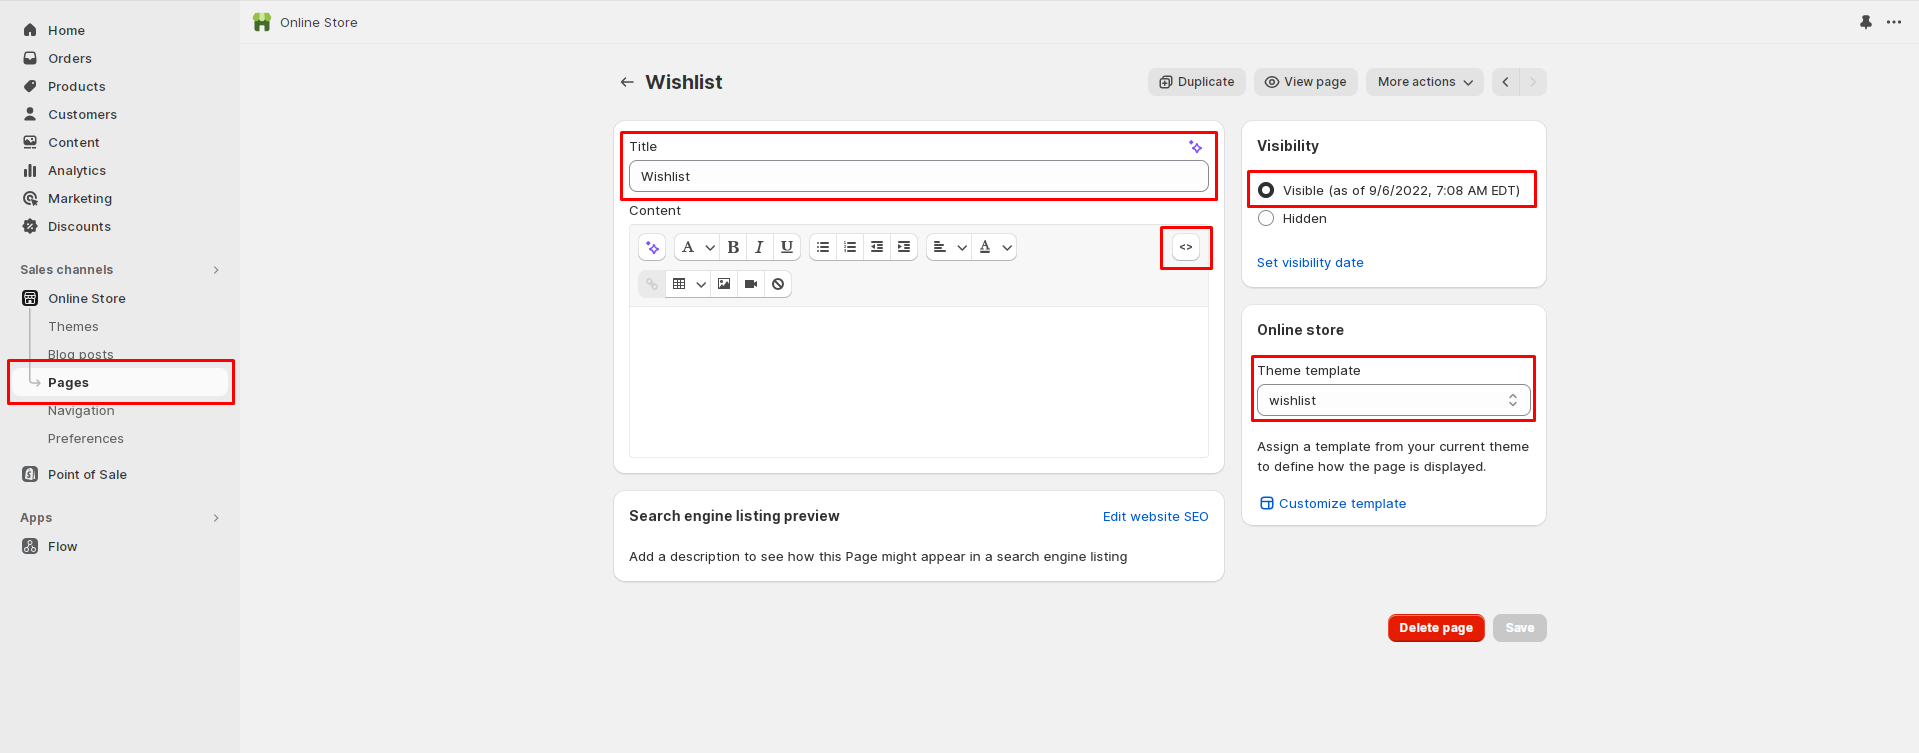 Home
Orders
Products
Customers
Content
Analytics
Marketing
Discounts
Sales channels
Online Store
Themes
Blog posts
Pages
Navigation
Preferences
Point of Sale
Apps
Flow
Online Store
Wishlist
Duplicate
View page
More actions
Title
Wishlist
Content
A
B
I
U
A
<>
Search engine listing preview
Edit website SEO
Add a description to see how this Page might appear in a search engine listing
Visibility
Visible (as of 9/6/2022, 7:08 AM EDT)
Hidden
Set visibility date
Online store
Theme template
wishlist
Assign a template from your current theme
to define how the page is displayed.
Customize template
Delete page
Save